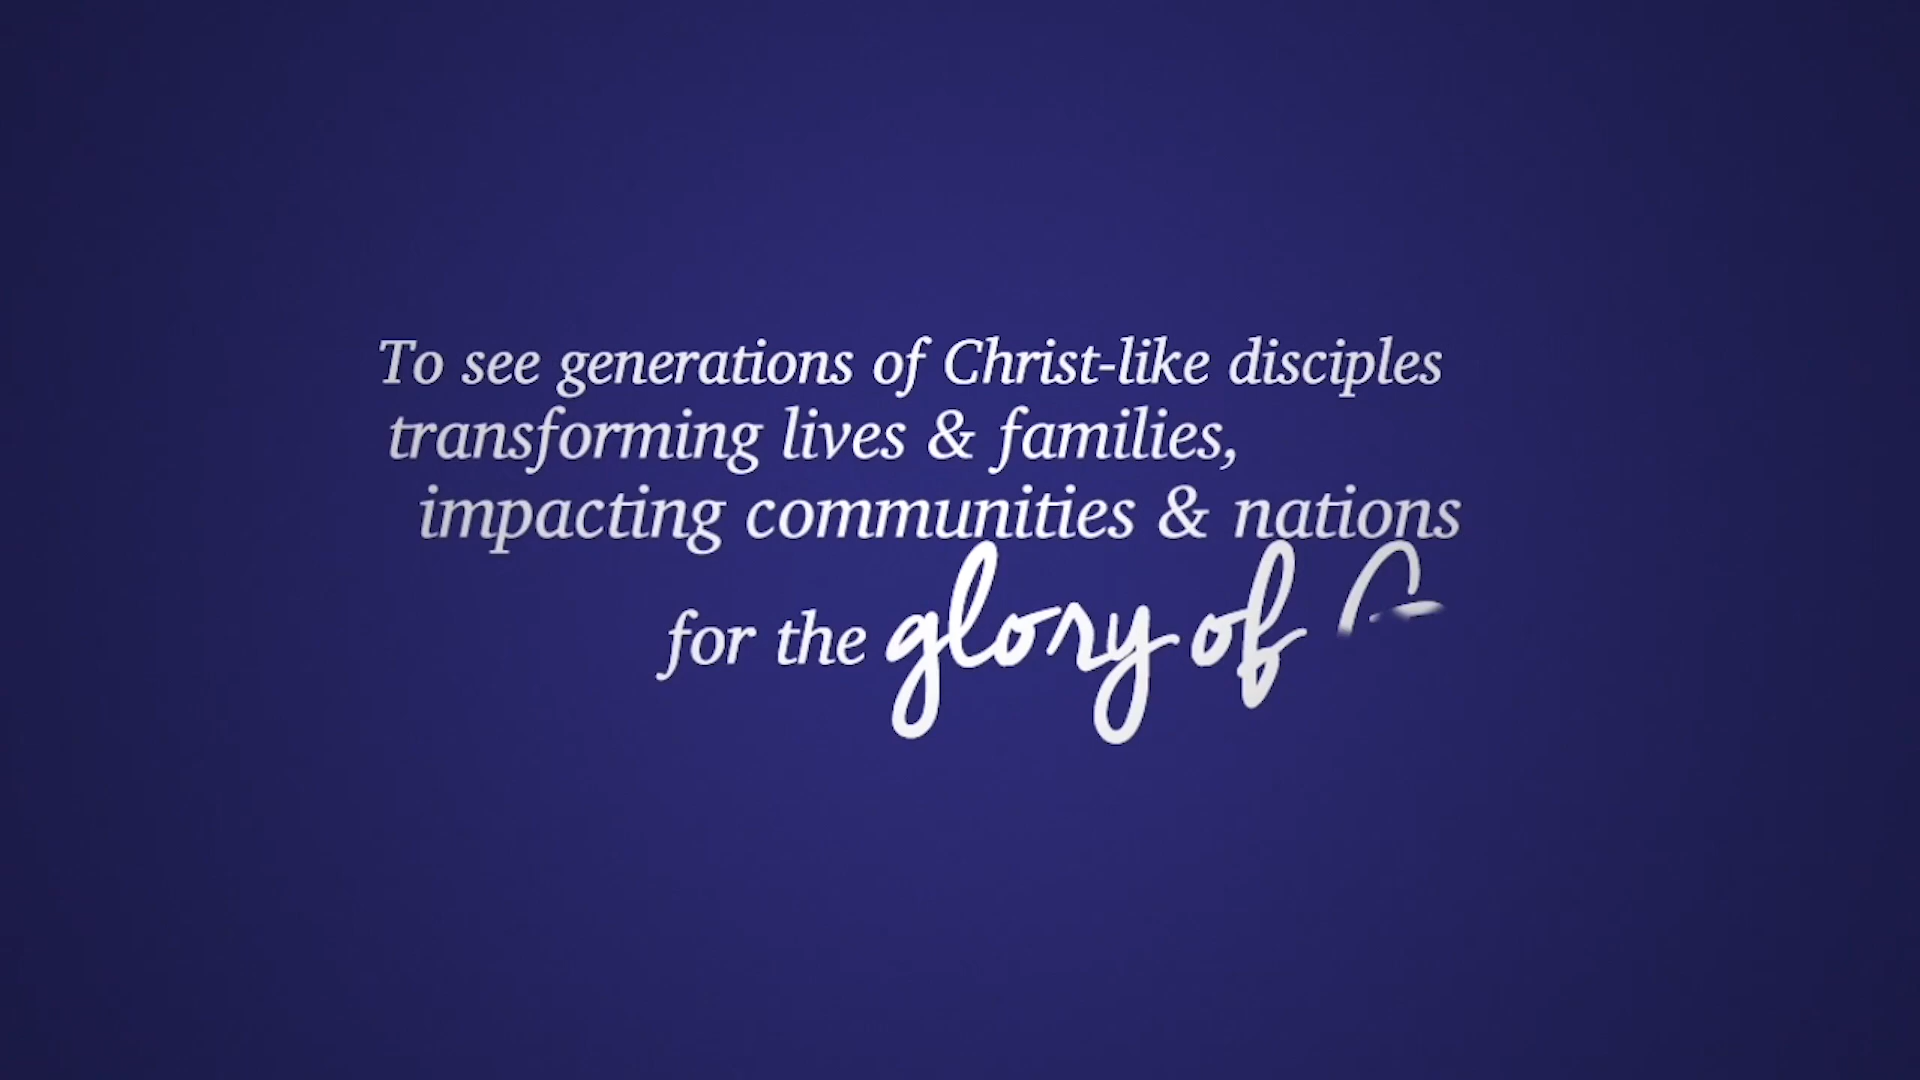 To see generations of Christ-like disciples
transforming lives & families,
impacting communities & nations
for the glory of